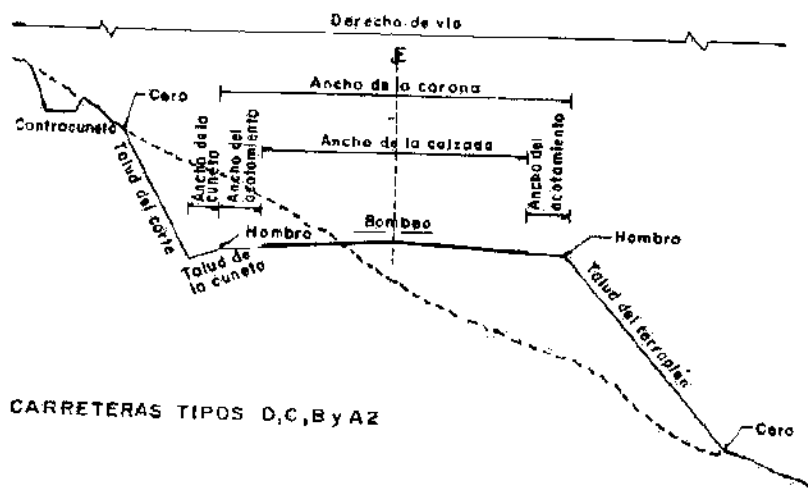 Derecho de vía
Ancho de la corona
Cero
Contracuneta
Ancho de la calzada
Ancho de la
cuneta
Ancho del
acotamiento
Ancho del
acotamiento
Talud del corte
Hombro
Bombeo
Hombro
Talud de
la cuneta
Talud del terraplén
Cero
CARRETERAS TIPOS D,C,B y A2